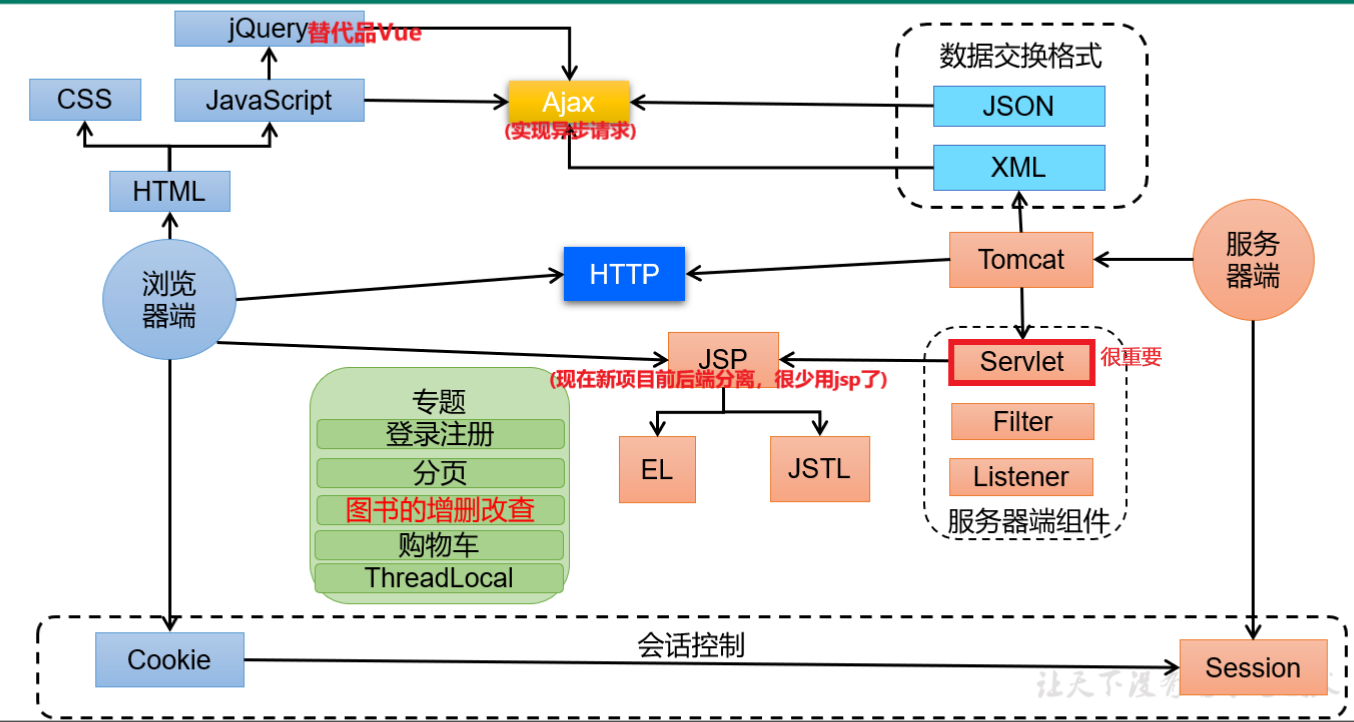 jQuery替代品Vue
数据交换格式
CSS
JavaScript
Ajax
(实现异步请求)
JSON
XML
HTML
浏览
器端
HTTP
Tomcat
服务
器端
JSP
(现在新项目前后端分离，很少用jsp了)
Servlet
很重要
Filter
Listener
服务器端组件
EL
JSTL
专题
登录注册
分页
图书的增删改查
购物车
ThreadLocal
会话控制
Cookie
Session
让天下没有